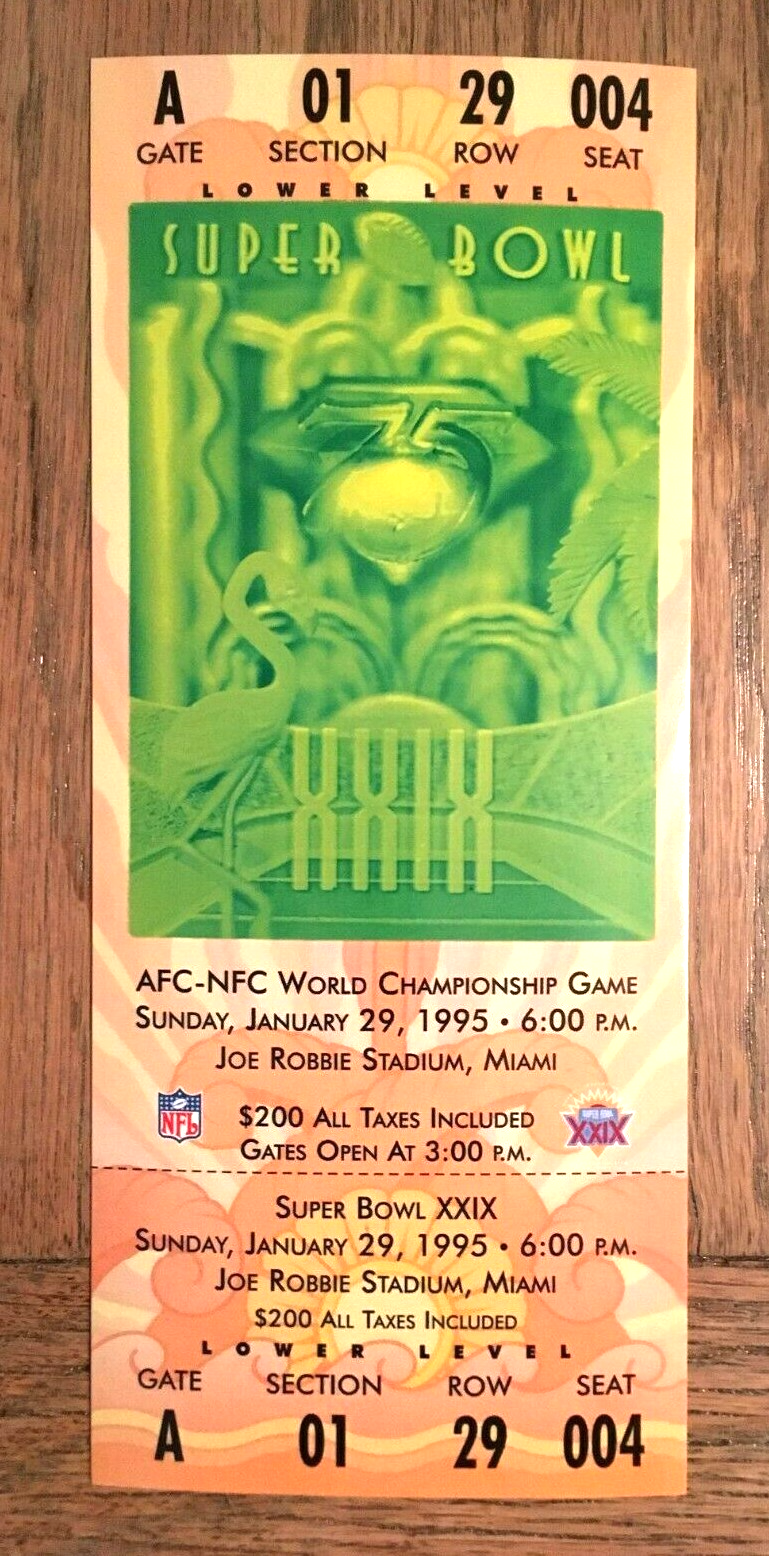 A 01 29 004
GATE SECTION ROW SEAT
LOWER LEVEL
SUPER BOWL
75
XXIX
AFC-NFC WORLD CHAMPIONSHIP GAME
SUNDAY, JANUARY 29, 1995 • 6:00 P.M.
JOE ROBBIE STADIUM, MIAMI
NFL
$200 ALL TAXES INCLUDED
SUPER BOWL
XXIX
GATES OPEN AT 3:00 P.M.
SUPER BOWL XXIX
SUNDAY, JANUARY 29, 1995 • 6:00 P.M.
JOE ROBBIE STADIUM, MIAMI
$200 ALL TAXES INCLUDED
LOWER LEVEL
GATE SECTION ROW SEAT
A 01 29 004